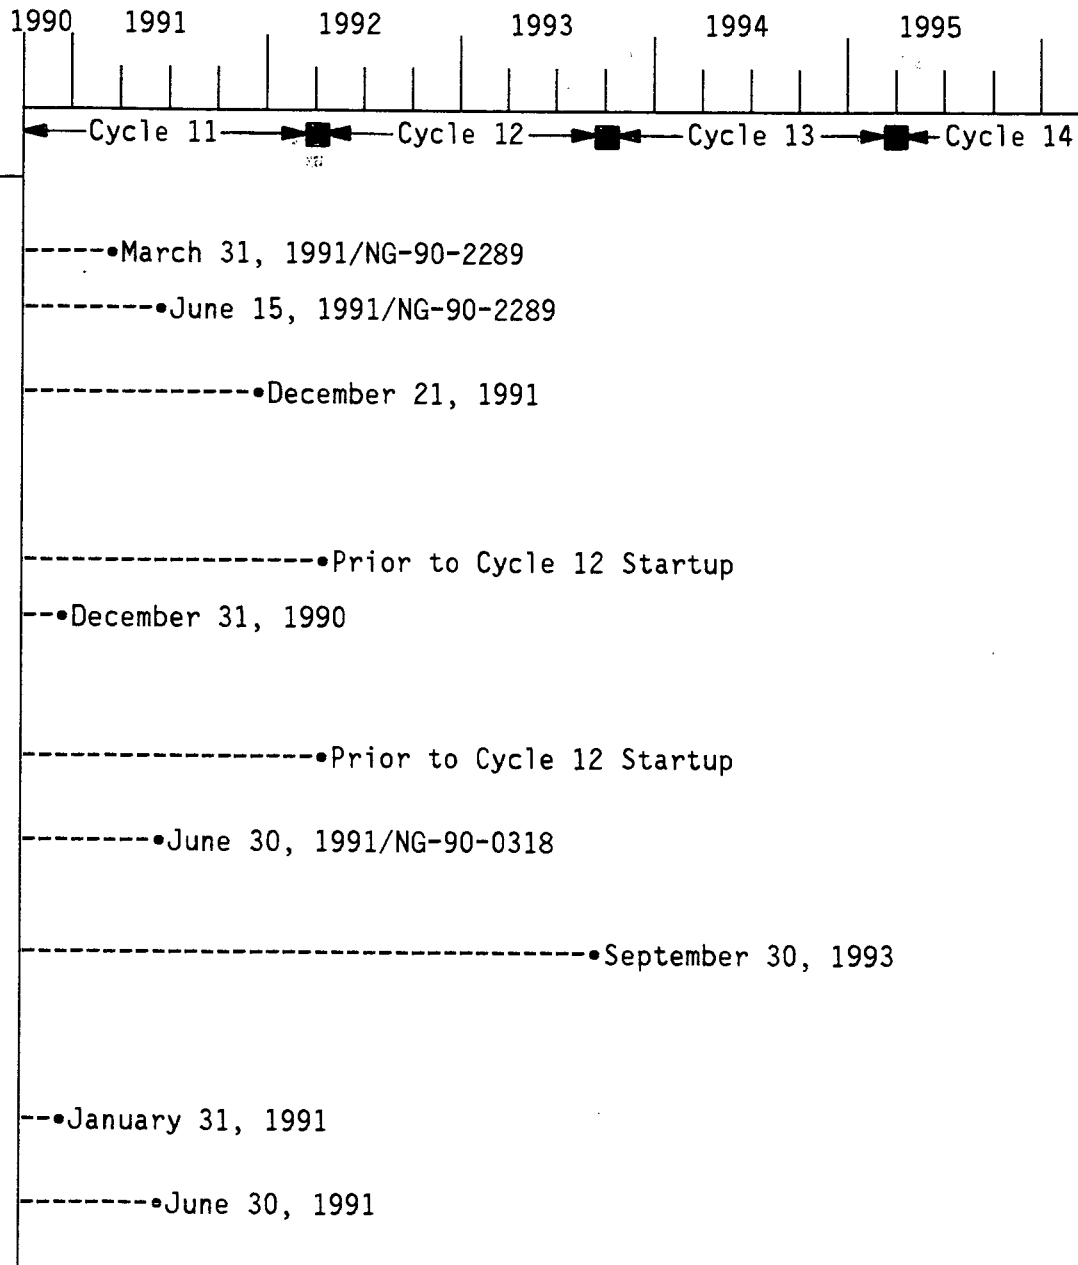 1990 1991 1992 1993 1994 1995
Cycle 11 Cycle 12 Cycle 13 Cycle 14
March 31, 1991/NG-90-2289
June 15, 1991/NG-90-2289
December 21, 1991
Prior to Cycle 12 Startup
December 31, 1990
Prior to Cycle 12 Startup
June 30, 1991/NG-90-0318
September 30, 1993
January 31, 1991
June 30, 1991